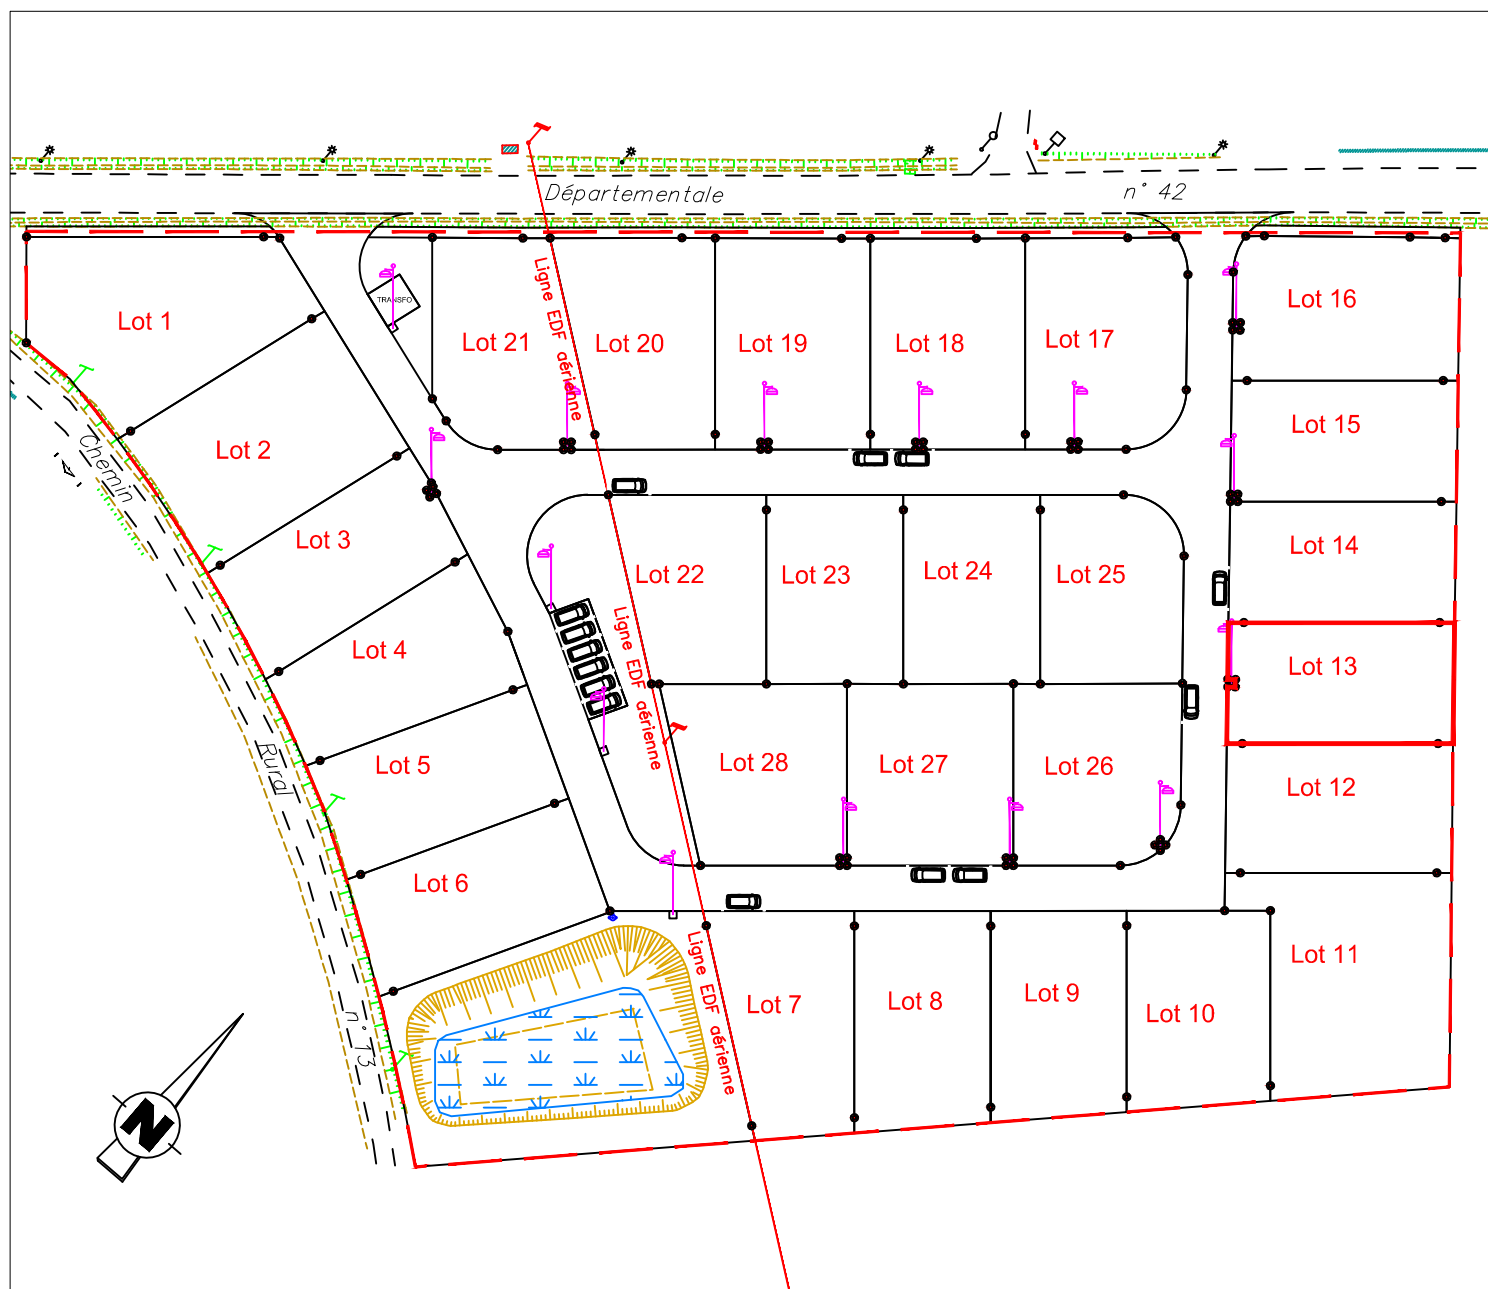 Départementale
n° 42
Ligne EDF aérienne
TRANSFO
Lot 1
Lot 21
Lot 20
Lot 19
Lot 18
Lot 17
Lot 16
Lot 15
Lot 2
Chemin
Lot 3
Lot 14
Lot 22
Lot 23
Lot 24
Lot 25
Ligne EDF aérienne
Lot 4
Lot 13
Rural
Lot 5
Lot 28
Lot 27
Lot 26
Lot 12
Lot 6
Ligne EDF aérienne
Lot 7
Lot 8
Lot 9
Lot 10
Lot 11
n° 13
N